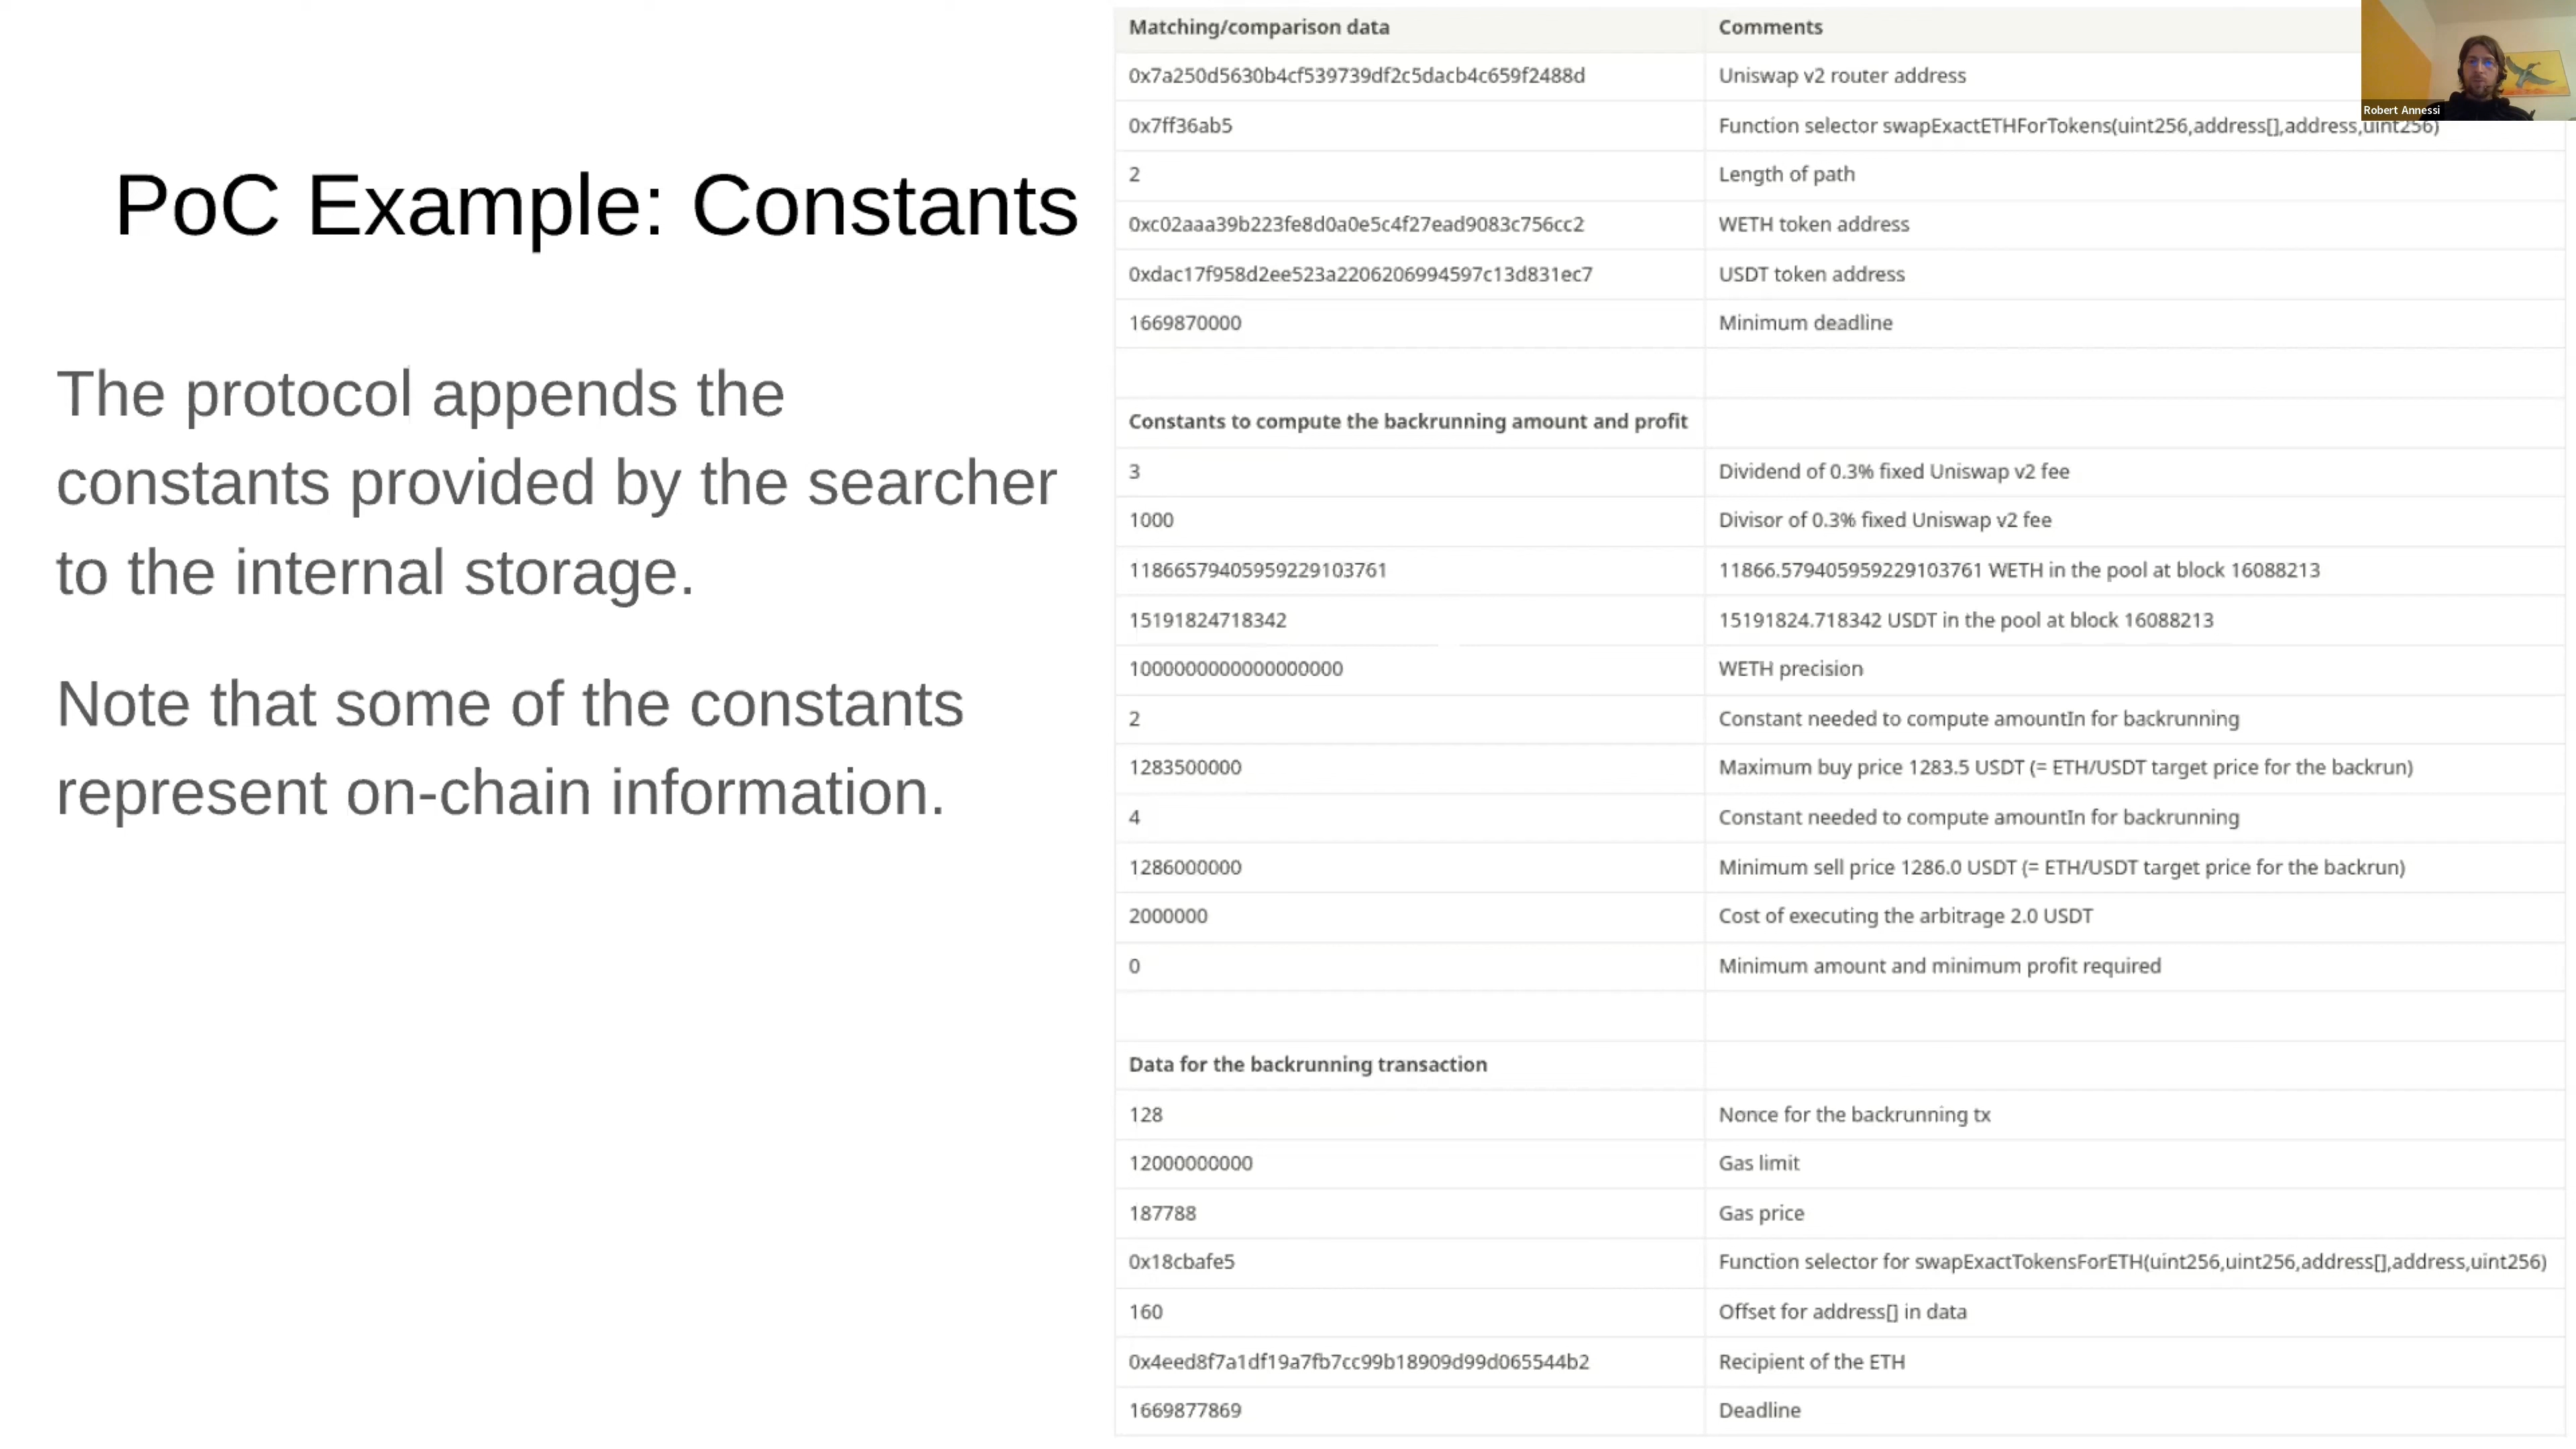 PoC Example: Constants
The protocol appends the
constants provided by the searcher
to the internal storage.
Note that some of the constants
represent on-chain information.
Matching/comparison data Comments
0x7a250d5630b4cf539739df2c5dacb4c659f2488d Uniswap v2 router address
0x7ff36ab5 Function selector swapExactETHForTokens(uint256,address[],address,uint256)
2 Length of path
0xc02aaa39b223fe8d0a0e5c4f27ead9083c756cc2 WETH token address
0xdac17f958d2ee523a2206206994597c13d831ec7 USDT token address
1669870000 Minimum deadline
Constants to compute the backrunning amount and profit
3 Dividend of 0.3% fixed Uniswap v2 fee
1000 Divisor of 0.3% fixed Uniswap v2 fee
11866579405959229103761 11866.579405959229103761 WETH in the pool at block 16088213
15191824718342 15191824.718342 USDT in the pool at block 16088213
1000000000000000000 WETH precision
2 Constant needed to compute amountIn for backrunning
1283500000 Maximum buy price 1283.5 USDT (= ETH/USDT target price for the backrun)
4 Constant needed to compute amountIn for backrunning
1286000000 Minimum sell price 1286.0 USDT (= ETH/USDT target price for the backrun)
2000000 Cost of executing the arbitrage 2.0 USDT
0 Minimum amount and minimum profit required
Data for the backrunning transaction
128 Nonce for the backrunning tx
12000000000 Gas limit
187788 Gas price
0x18cbafe5 Function selector for swapExactTokensForETH(uint256,uint256,address[],address,uint256)
160 Offset for address[] in data
0x4eed8f7a1df19a7fb7cc99b18909d99d065544b2 Recipient of the ETH
1669877869 Deadline
Robert Annessi